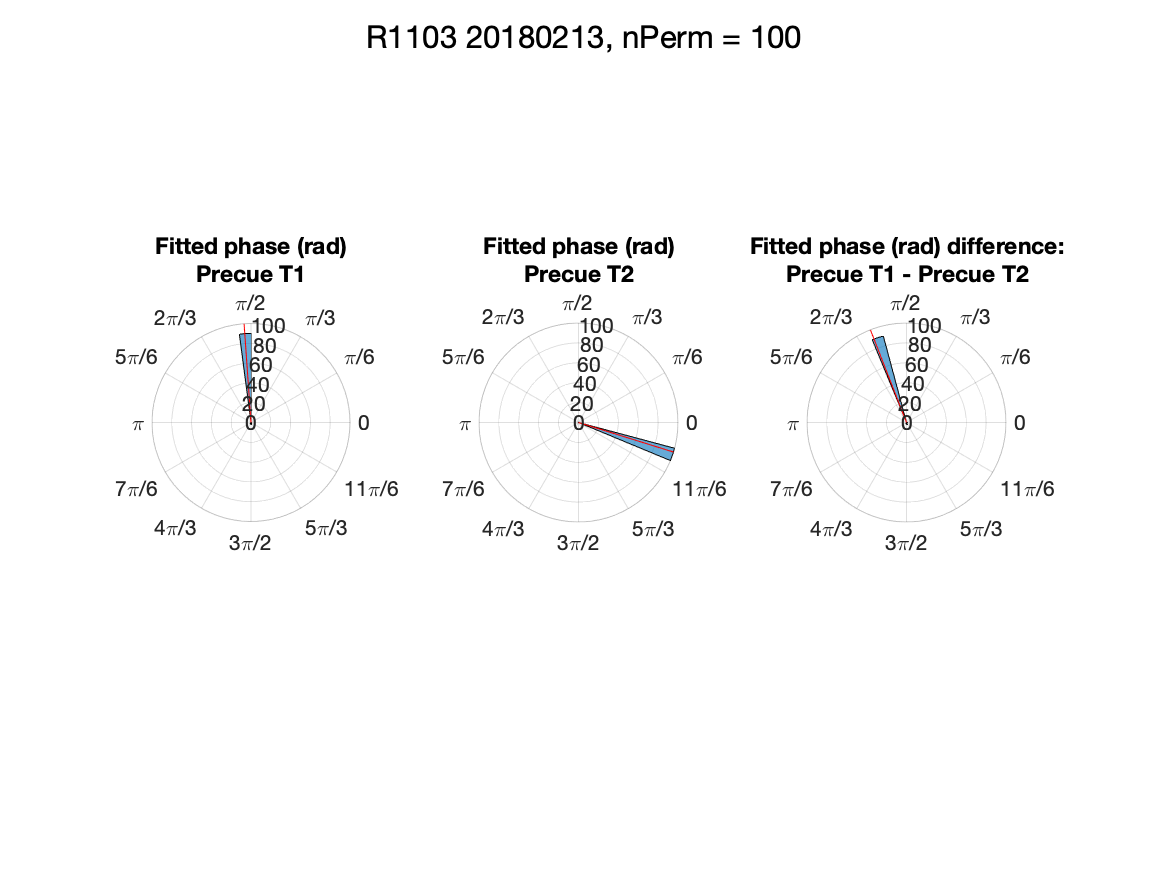 R1103 20180213, nPerm = 100
Fitted phase (rad)
Precue T1
π/2
2π/3
π/3
100
80
5π/6
π/6
60
40
20
π
0
0
7π/6
11π/6
4π/3
5π/3
3π/2
Fitted phase (rad)
Precue T2
π/2
2π/3
π/3
100
80
5π/6
π/6
60
40
20
π
0
0
7π/6
11π/6
4π/3
5π/3
3π/2
Fitted phase (rad) difference:
Precue T1 - Precue T2
π/2
2π/3
π/3
100
80
5π/6
π/6
60
40
20
π
0
0
7π/6
11π/6
4π/3
5π/3
3π/2